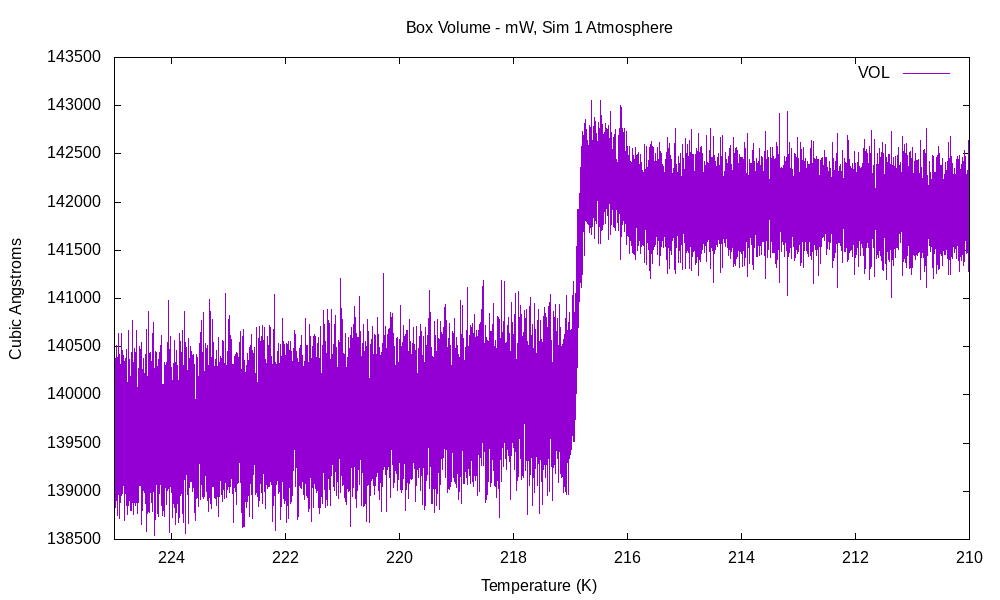 Box Volume - mW, Sim 1 Atmosphere
VOL
143500
143000
142500
142000
141500
141000
140500
140000
139500
139000
138500
Cubic Angstroms
224 222 220 218 216 214 212 210
Temperature (K)